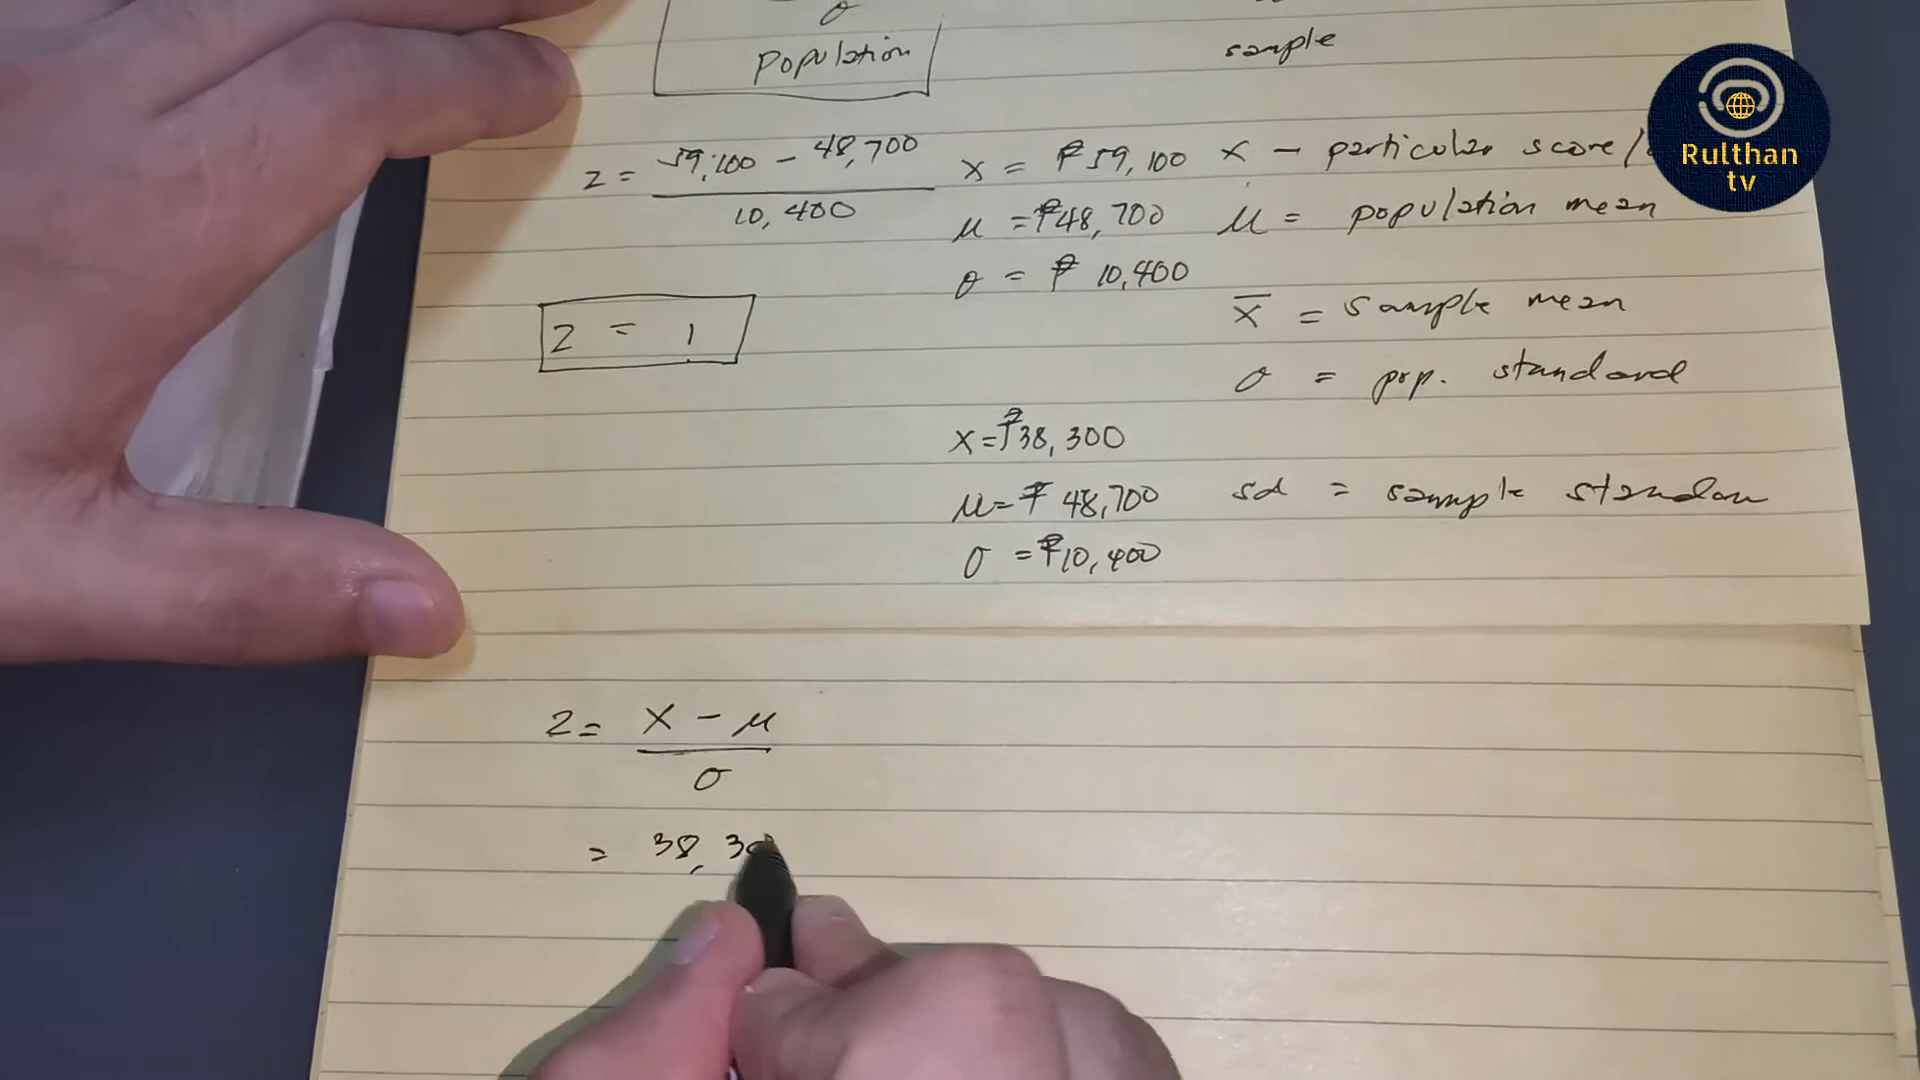 σ
population
sample
z = 59,100 - 48,700
10,400
x = ₱59,100
μ = ₱48,700
σ = ₱ 10,400
x - particular score/
μ = population mean
x̄ = sample mean
σ = pop. standard
z = 1
x = ₱38,300
μ = ₱ 48,700
σ = ₱10,400
sd = sample standar
z = x - μ
σ
= 38, 30
Rulthan
tv